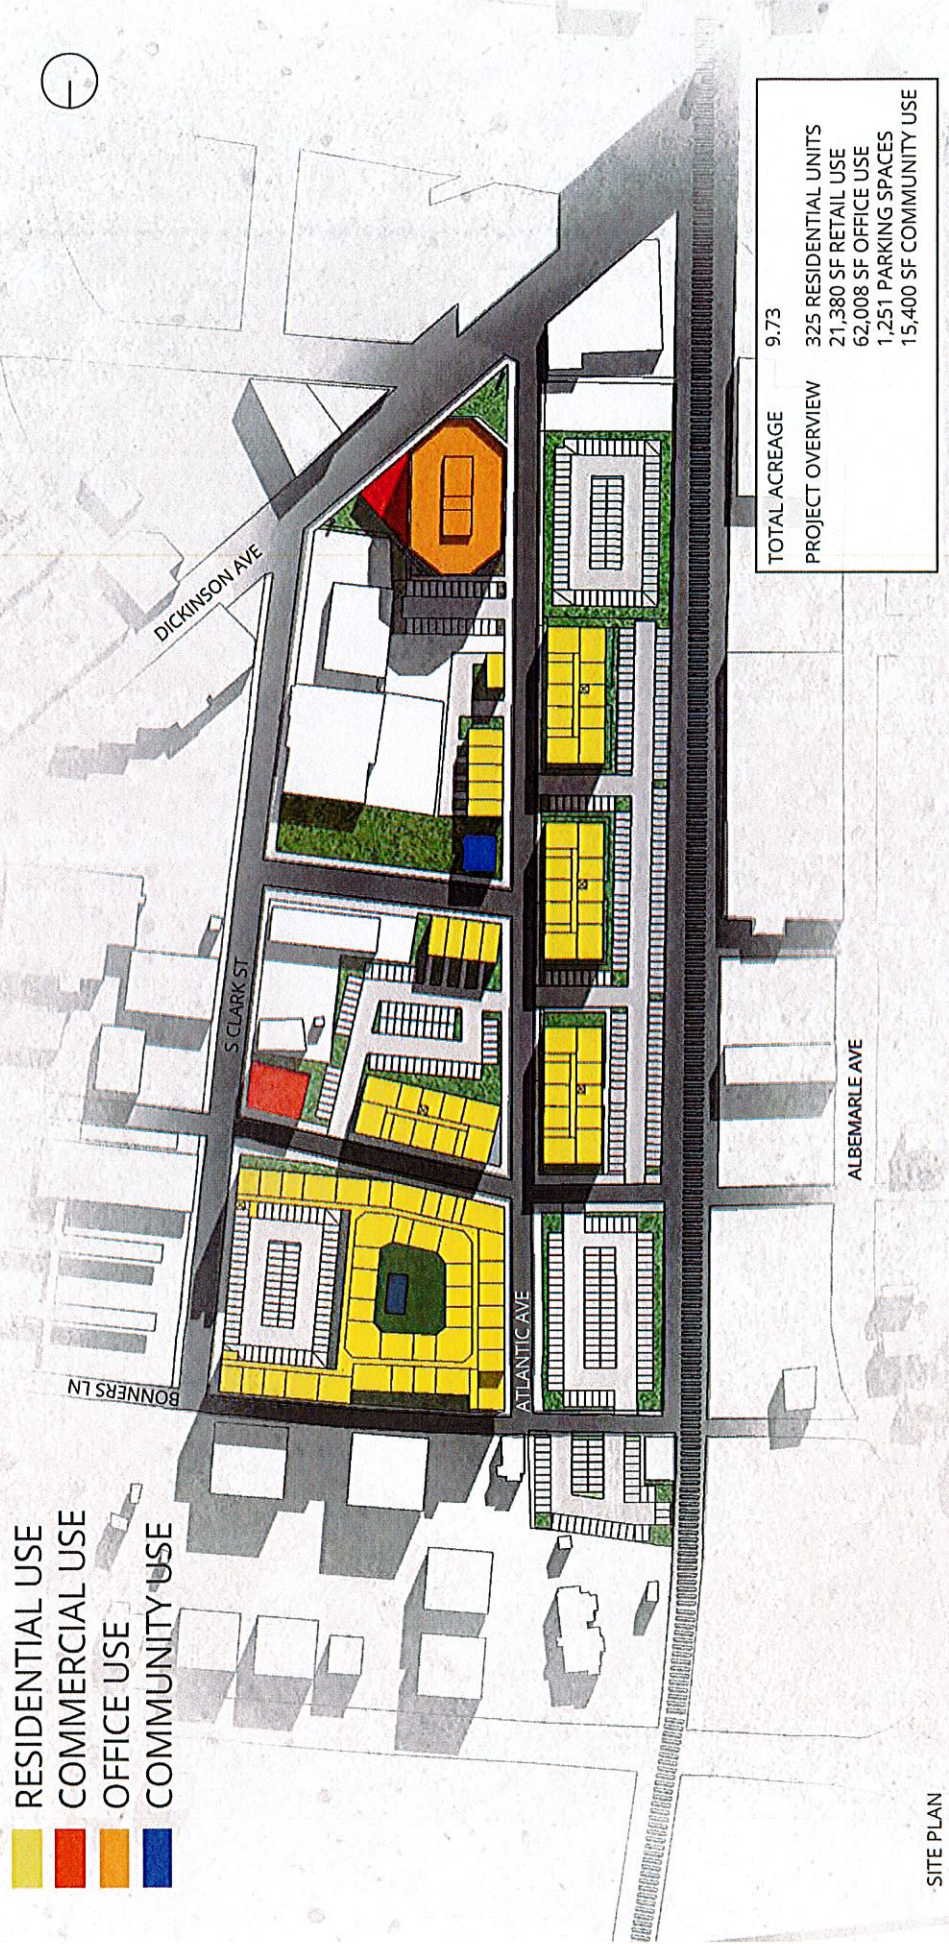 RESIDENTIAL USE
COMMERCIAL USE
OFFICE USE
COMMUNITY USE
BONNERS LN
S CLARK ST
DICKINSON AVE
ATLANTIC AVE
ALBEMARLE AVE
TOTAL ACREAGE 9.73
PROJECT OVERVIEW 325 RESIDENTIAL UNITS
21,380 SF RETAIL USE
62,008 SF OFFICE USE
1,251 PARKING SPACES
15,400 SF COMMUNITY USE
SITE PLAN